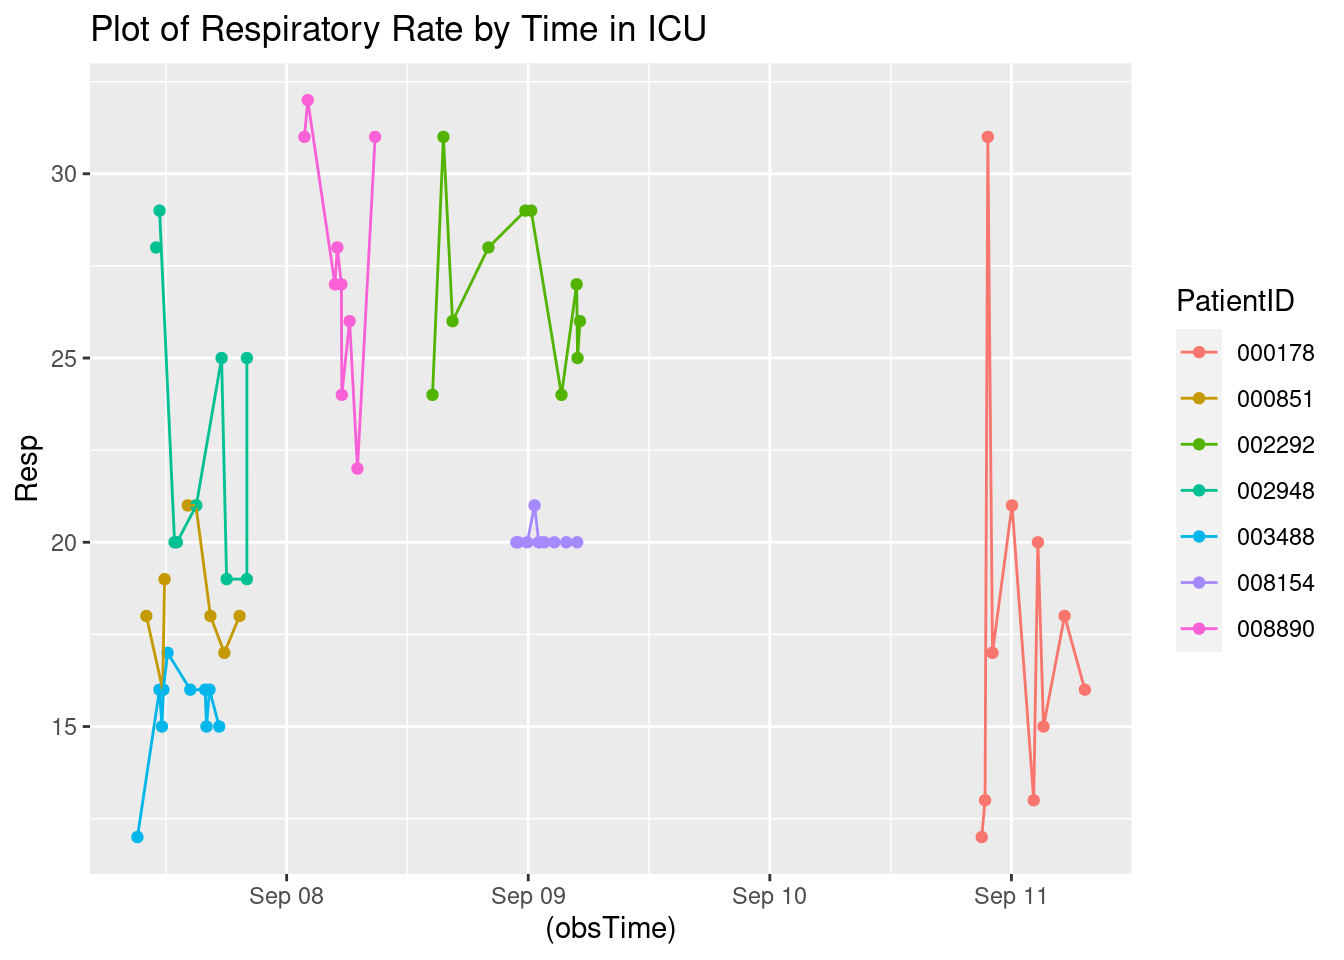 Plot of Respiratory Rate by Time in ICU
30
25
20
15
Resp
Sep 08
Sep 09
Sep 10
Sep 11
(obsTime)
PatientID
000178
000851
002292
002948
003488
008154
008890